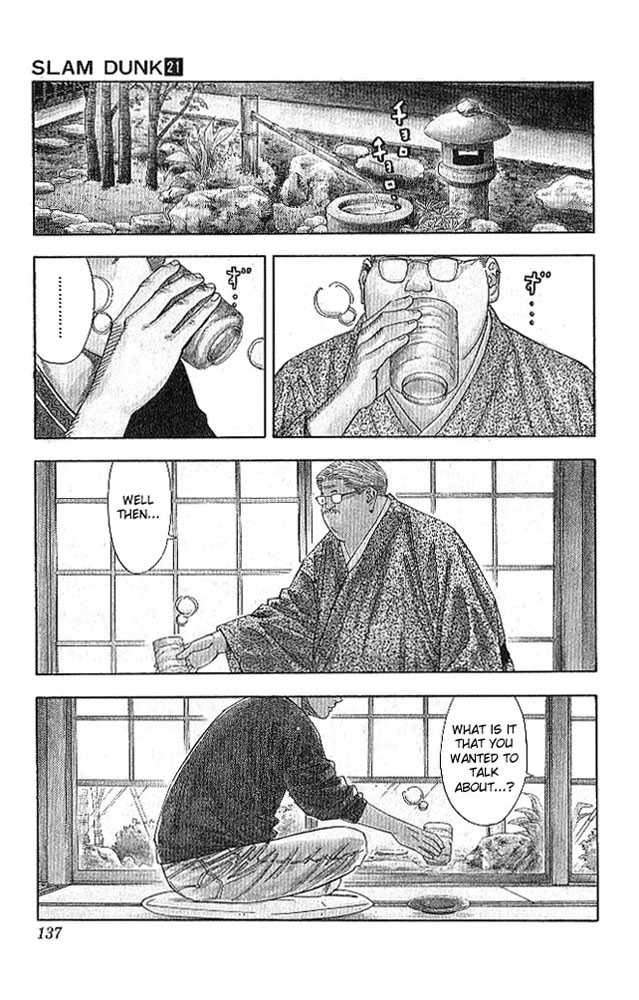 SLAM DUNK 21
チョロ…
チョロ…
ズ…
ズ…
………
WELL
THEN...
WHAT IS IT
THAT YOU
WANTED TO
TALK
ABOUT...?
137